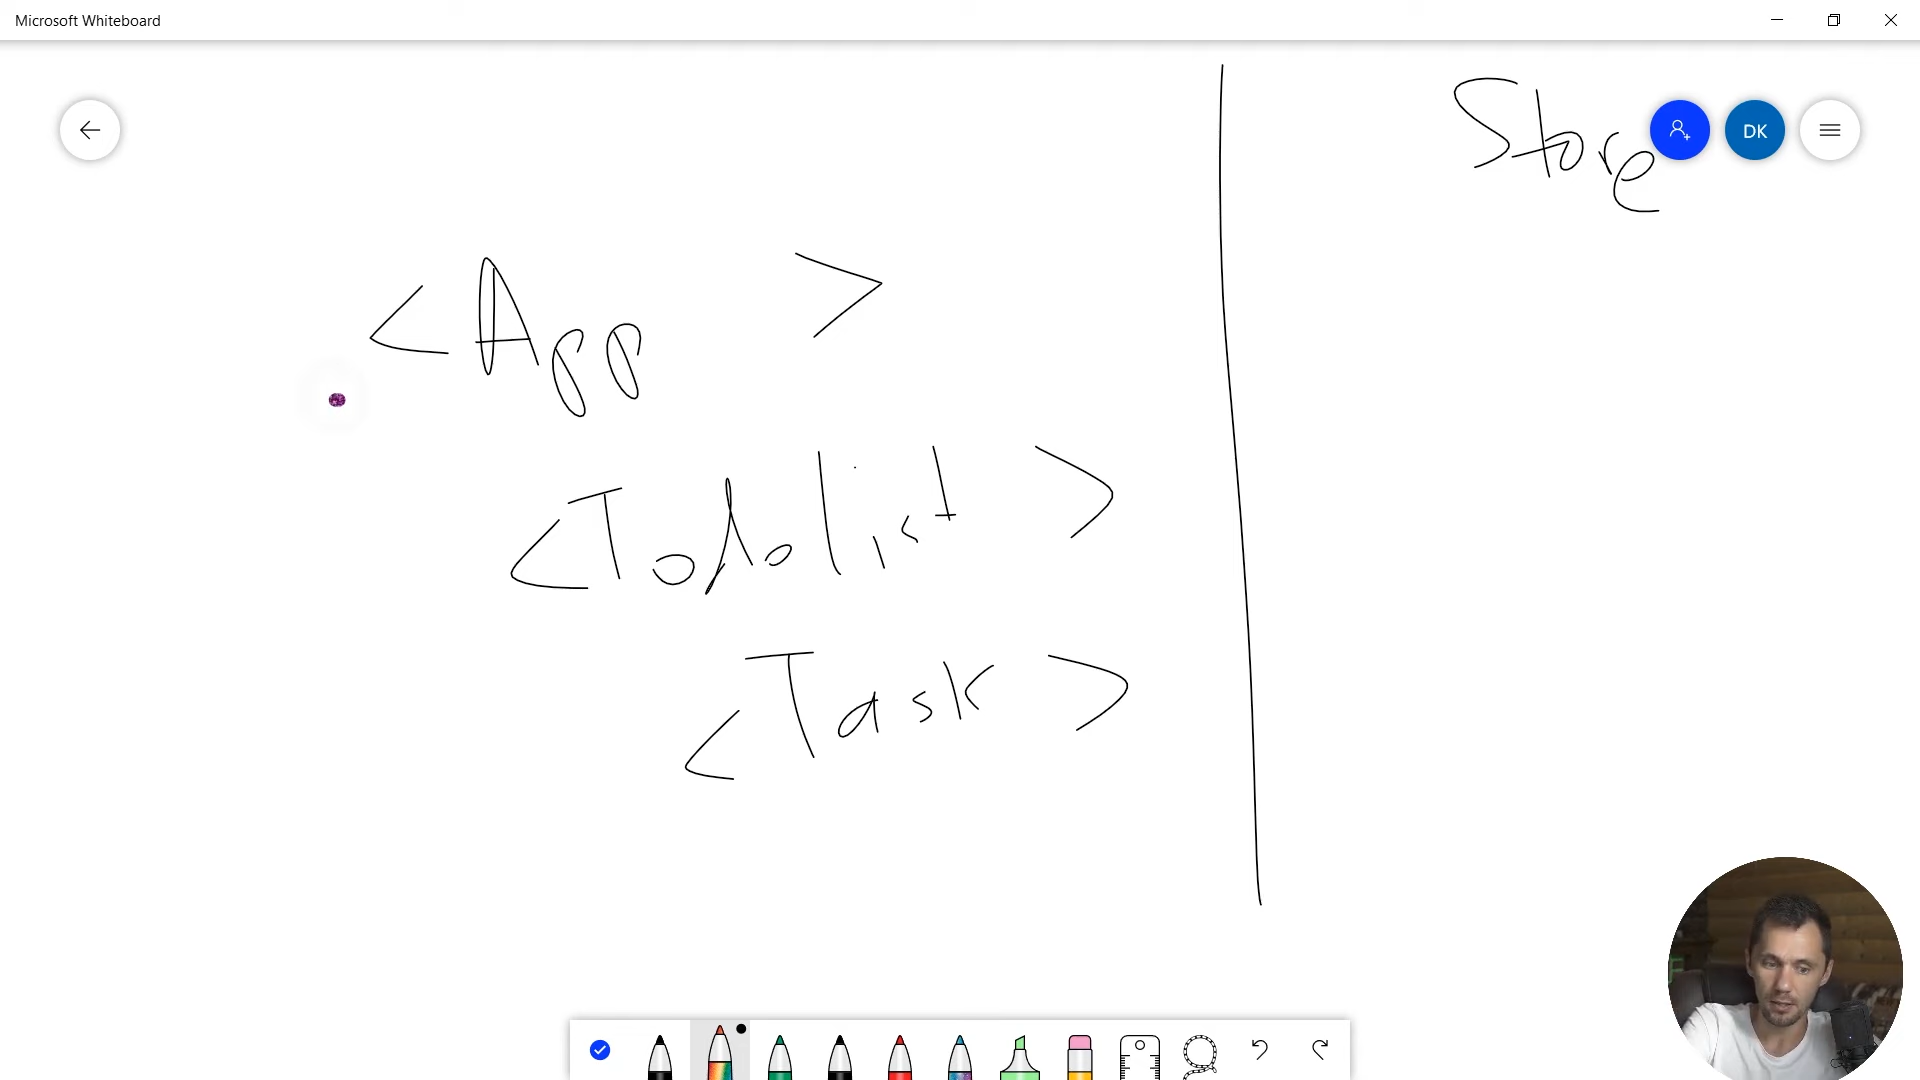 Microsoft Whiteboard
Store
DK
<App >
<Todolist >
<Task >